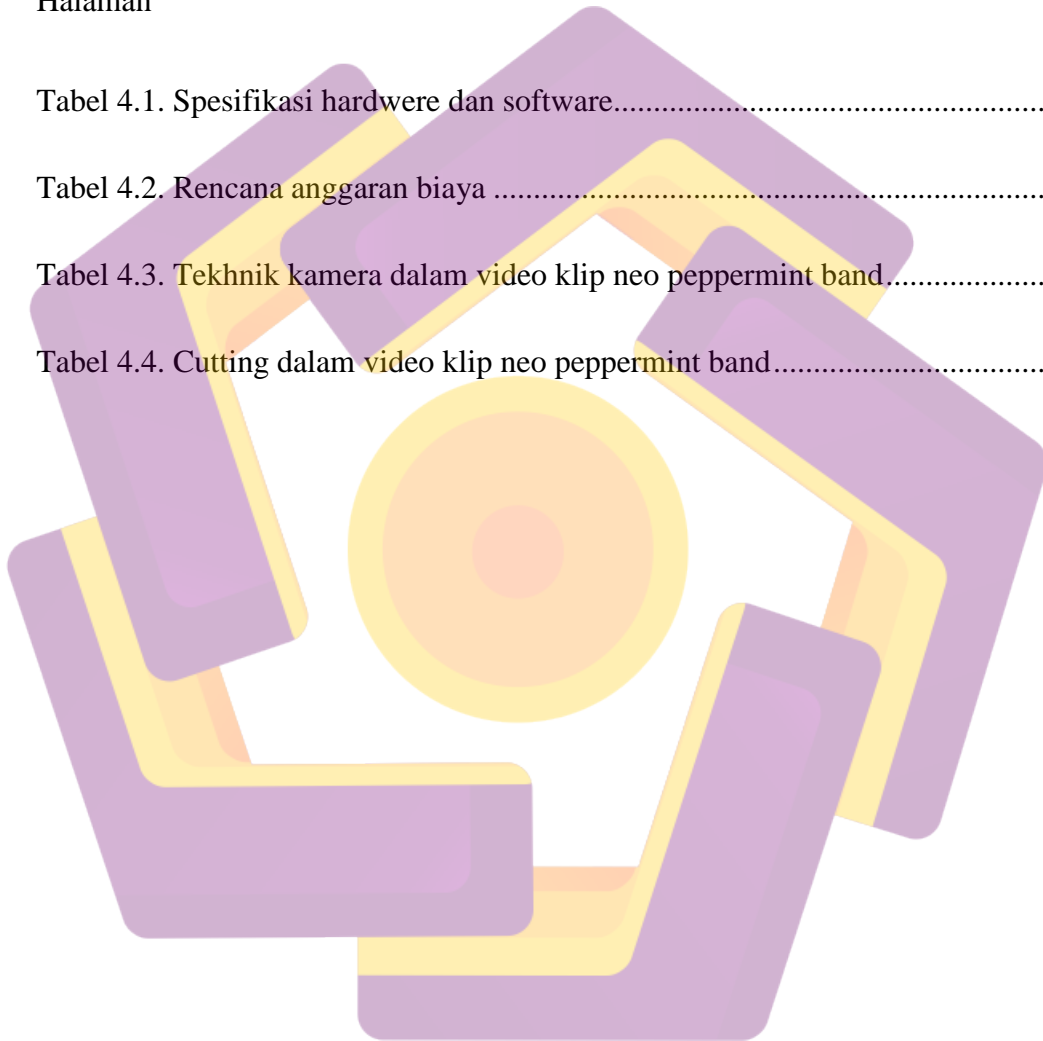 Halaman
Tabel 4.1. Spesifikasi hardwere dan software......................................................
Tabel 4.2. Rencana anggaran biaya .....................................................................
Tabel 4.3. Tekhnik kamera dalam video klip neo peppermint band...................
Tabel 4.4. Cutting dalam video klip neo peppermint band.................................